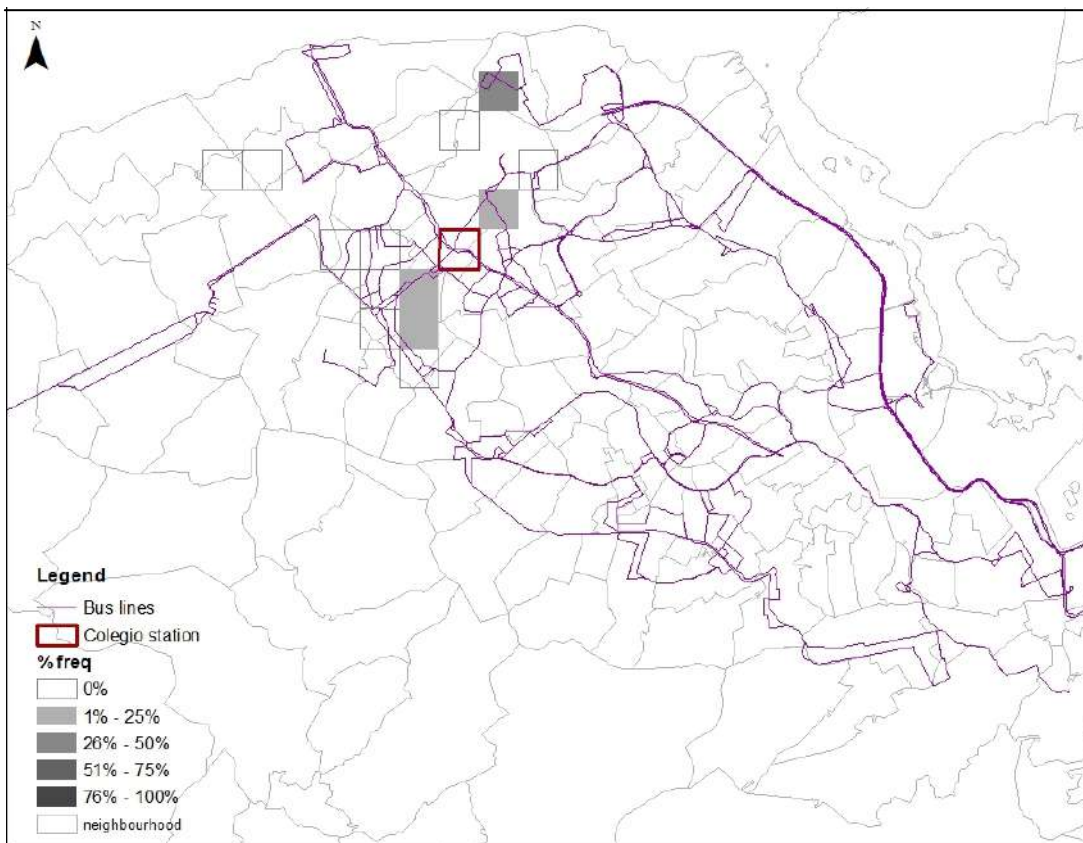 N
Legend
Bus lines
Colegio station
% freq
0%
1% - 25%
26% - 50%
51% - 75%
76% - 100%
neighbourhood